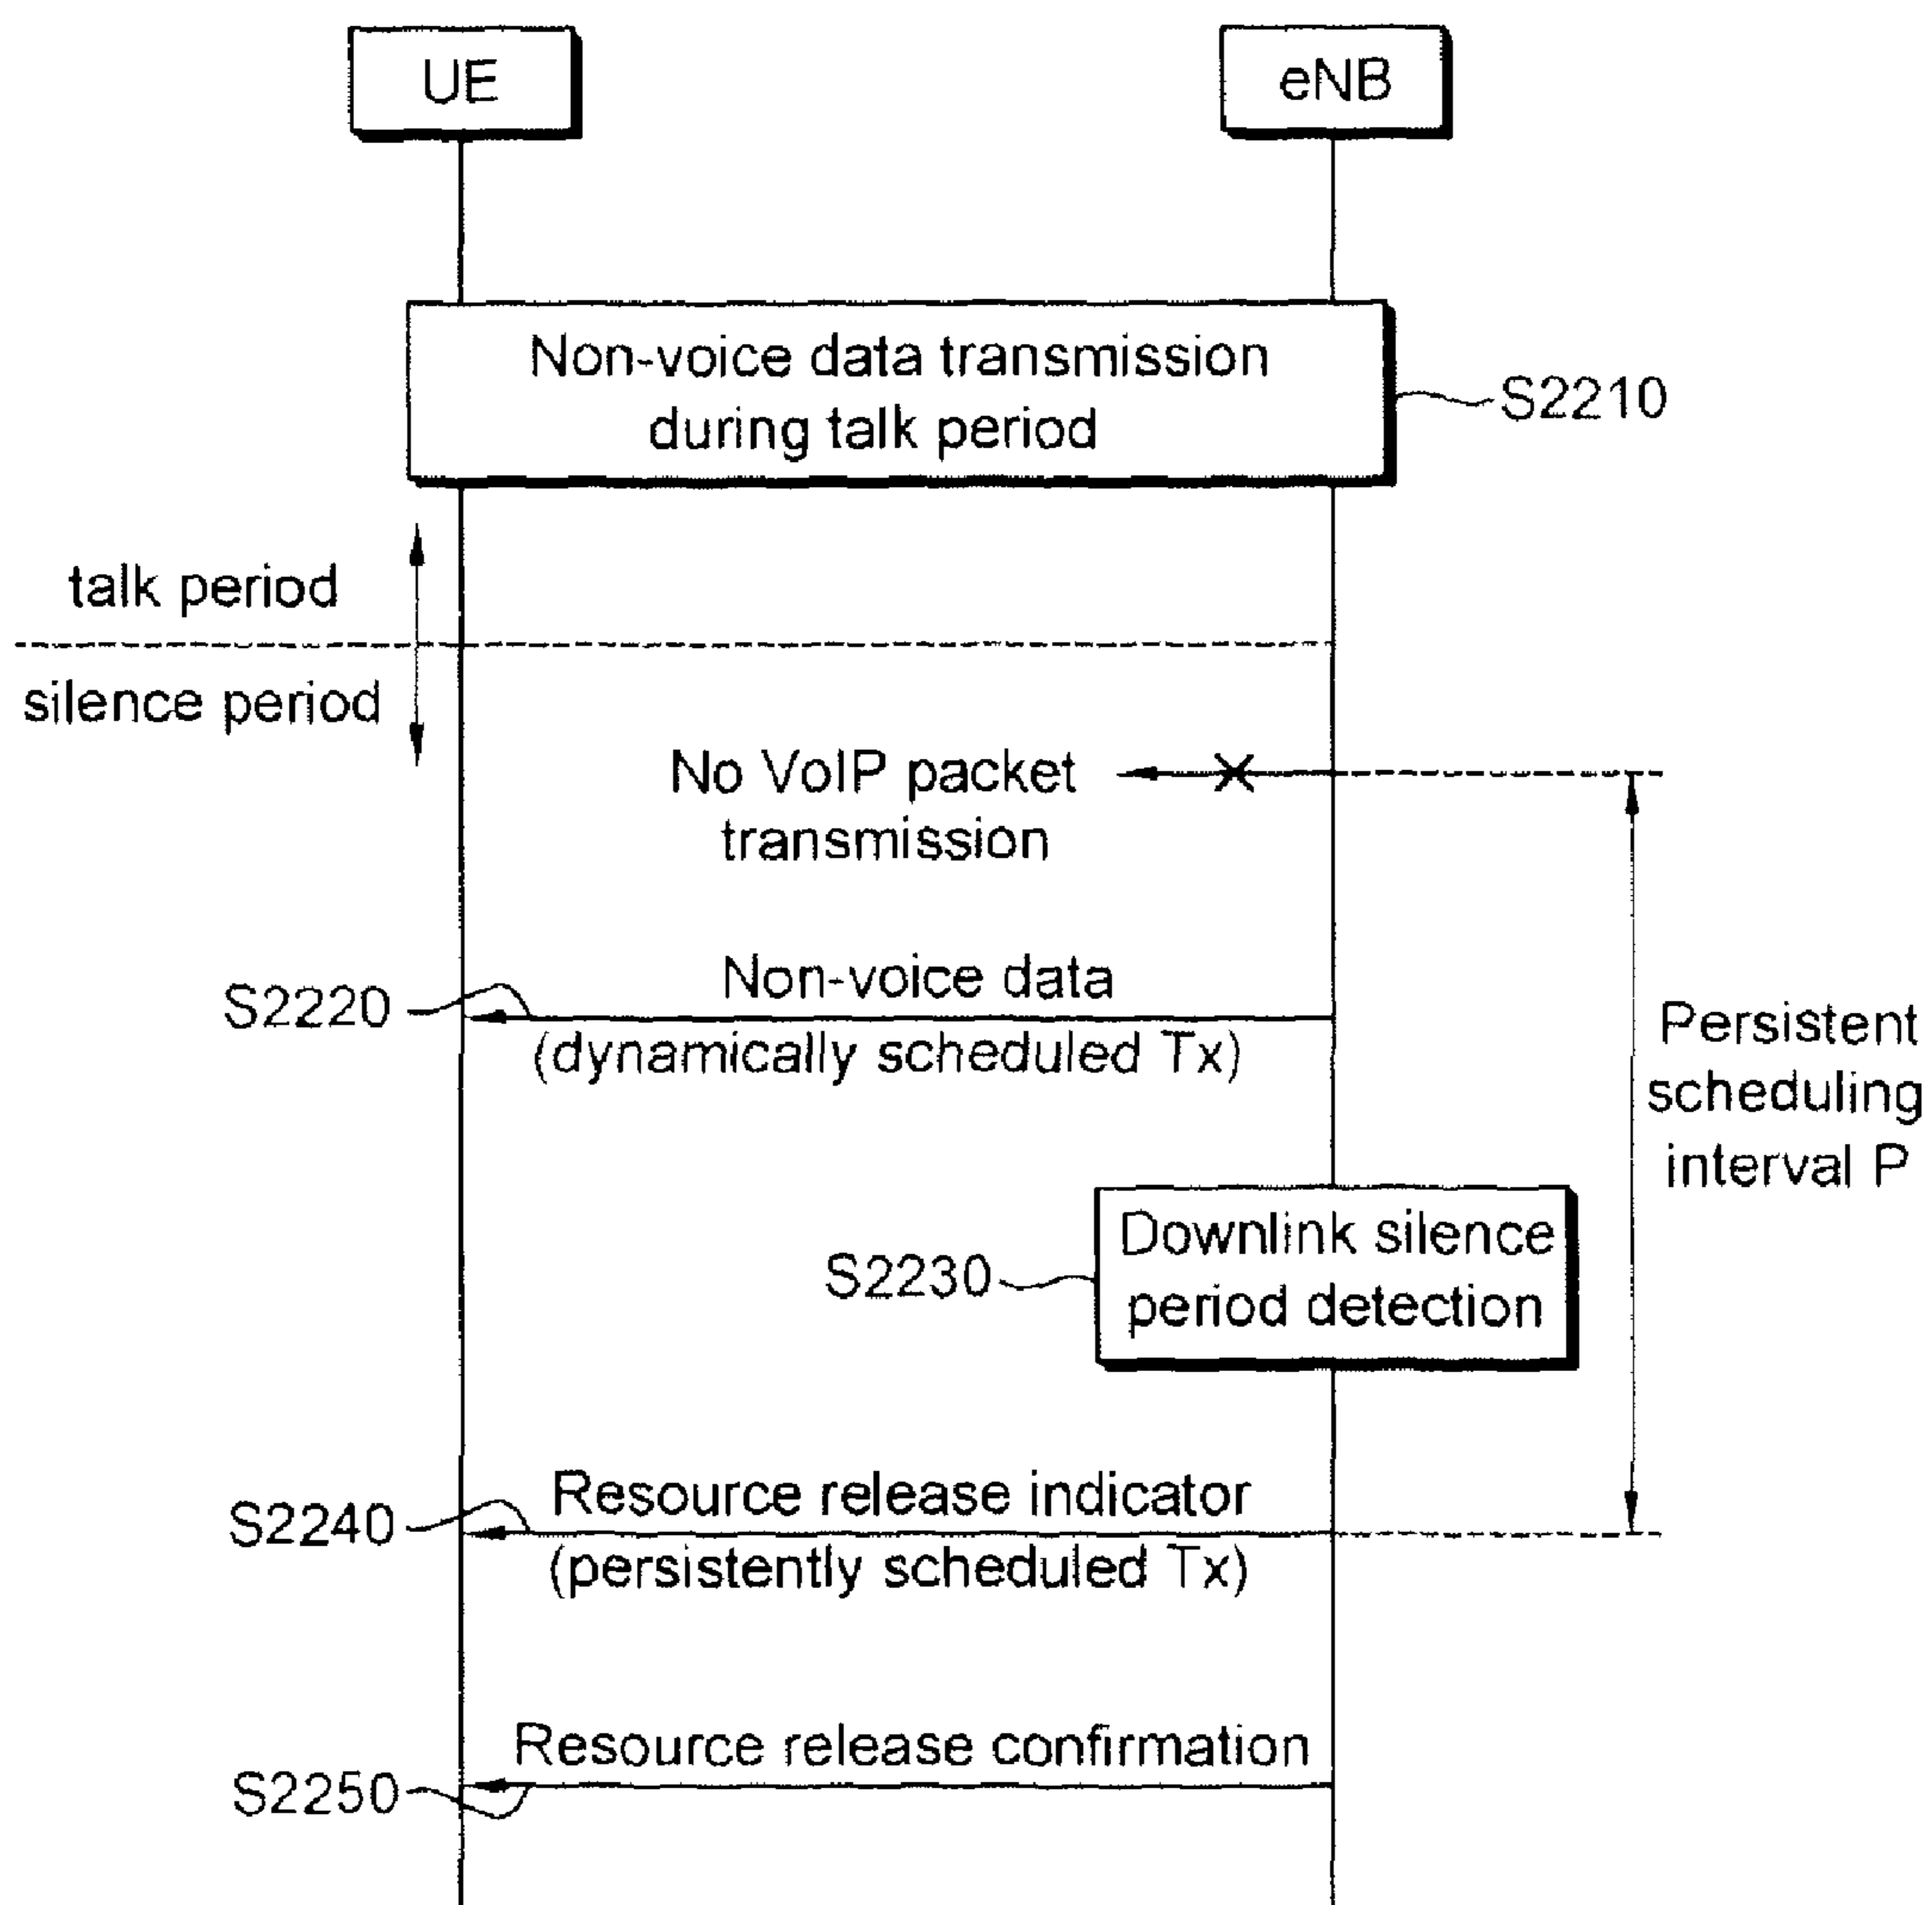 UE
eNB
Non-voice data transmission
during talk period
S2210
talk period
silence period
No VoIP packet
transmission
Non-voice data
S2220
(dynamically scheduled Tx)
Persistent
scheduling
interval P
Downlink silence
period detection
S2230
Resource release indicator
S2240
(persistently scheduled Tx)
Resource release confirmation
S2250